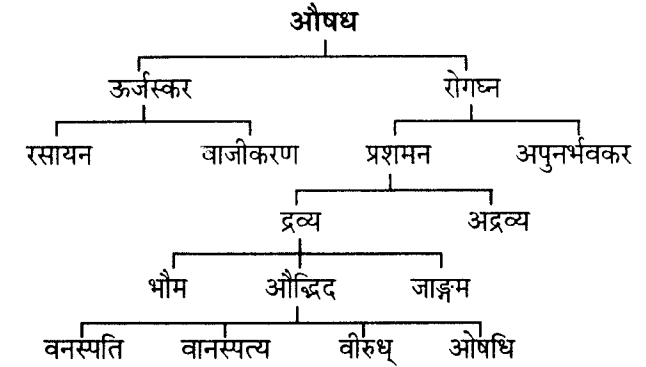 औषध
ऊर्जस्कर रोगघ्न
रसायन वाजीकरण प्रशमन अपुनर्भवकर
द्रव्य अद्रव्य
भौम औद्भिद जाङ्गम
वनस्पति वानस्पत्य वीरुध् ओषधि